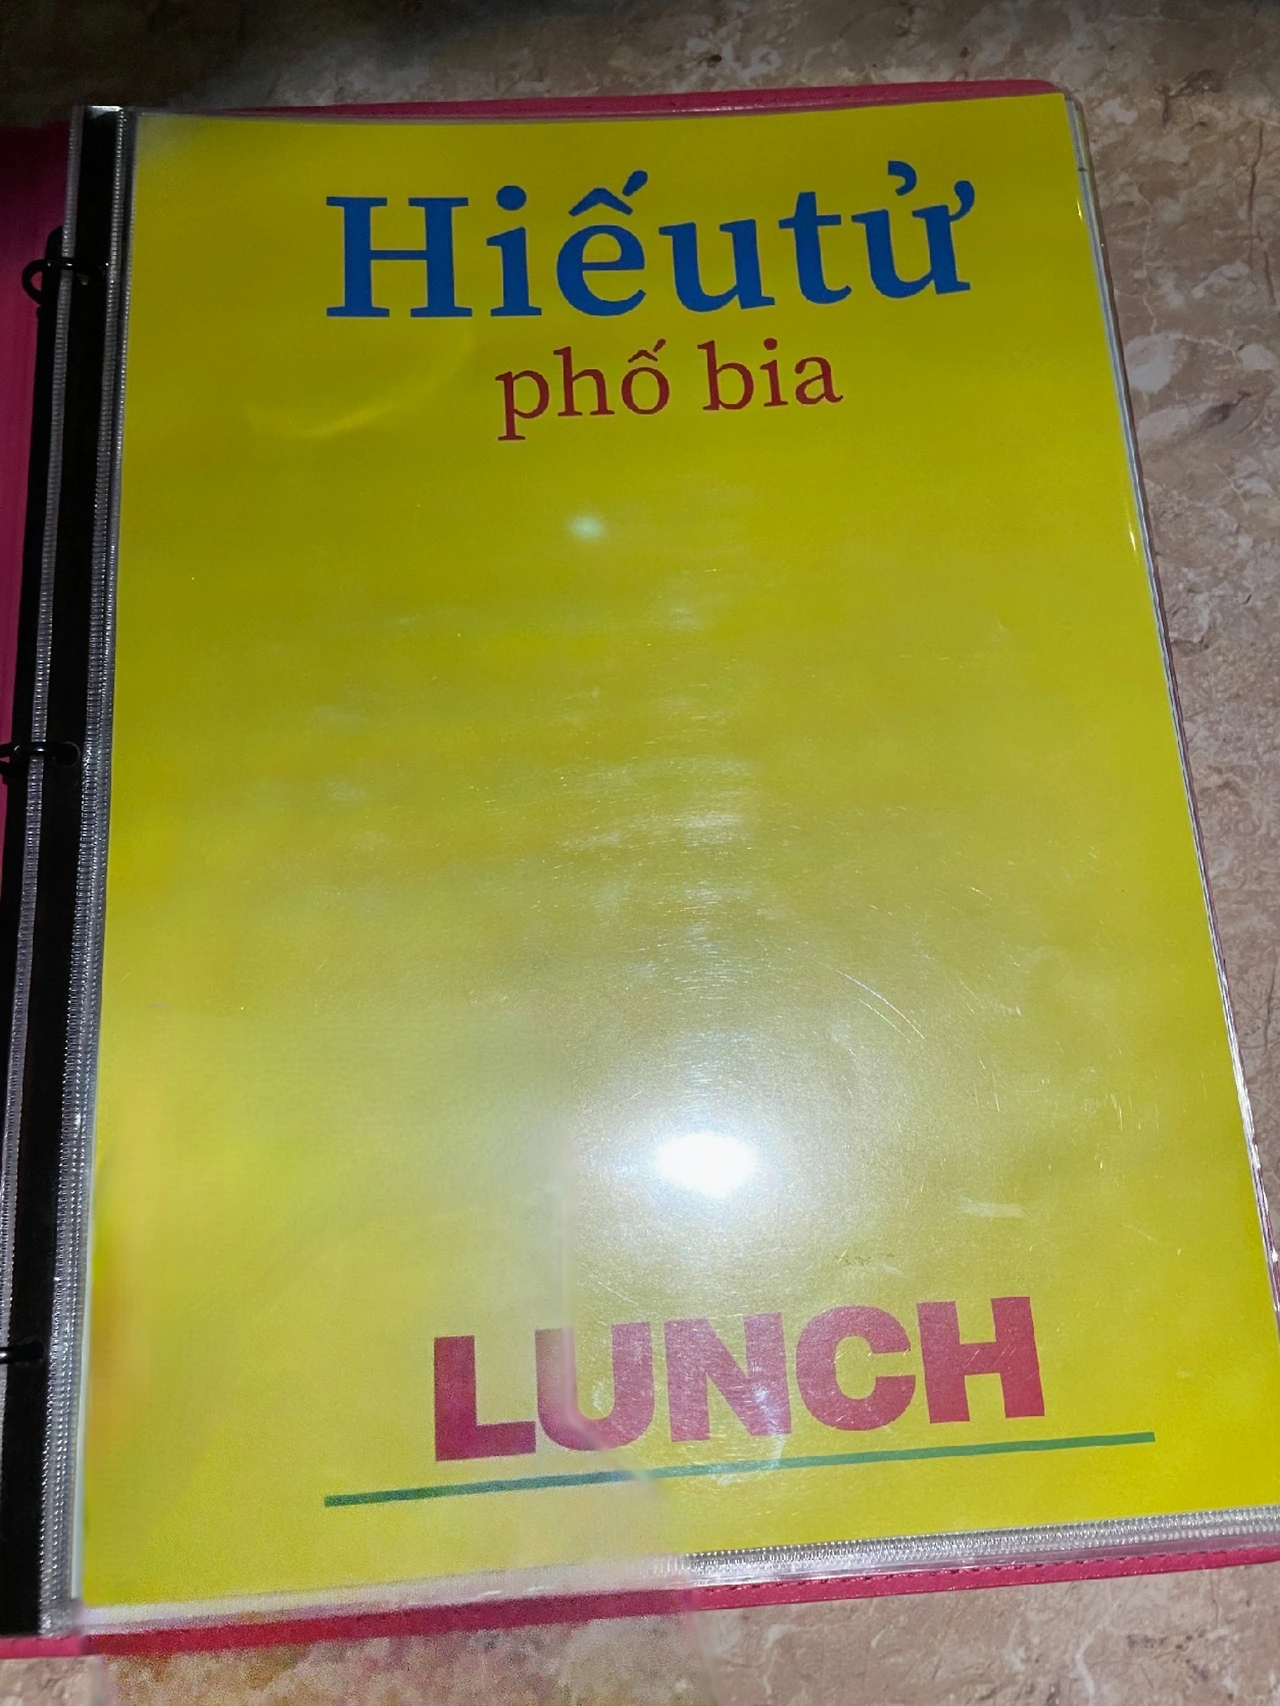 Hiếutử
phố bia
LUNCH